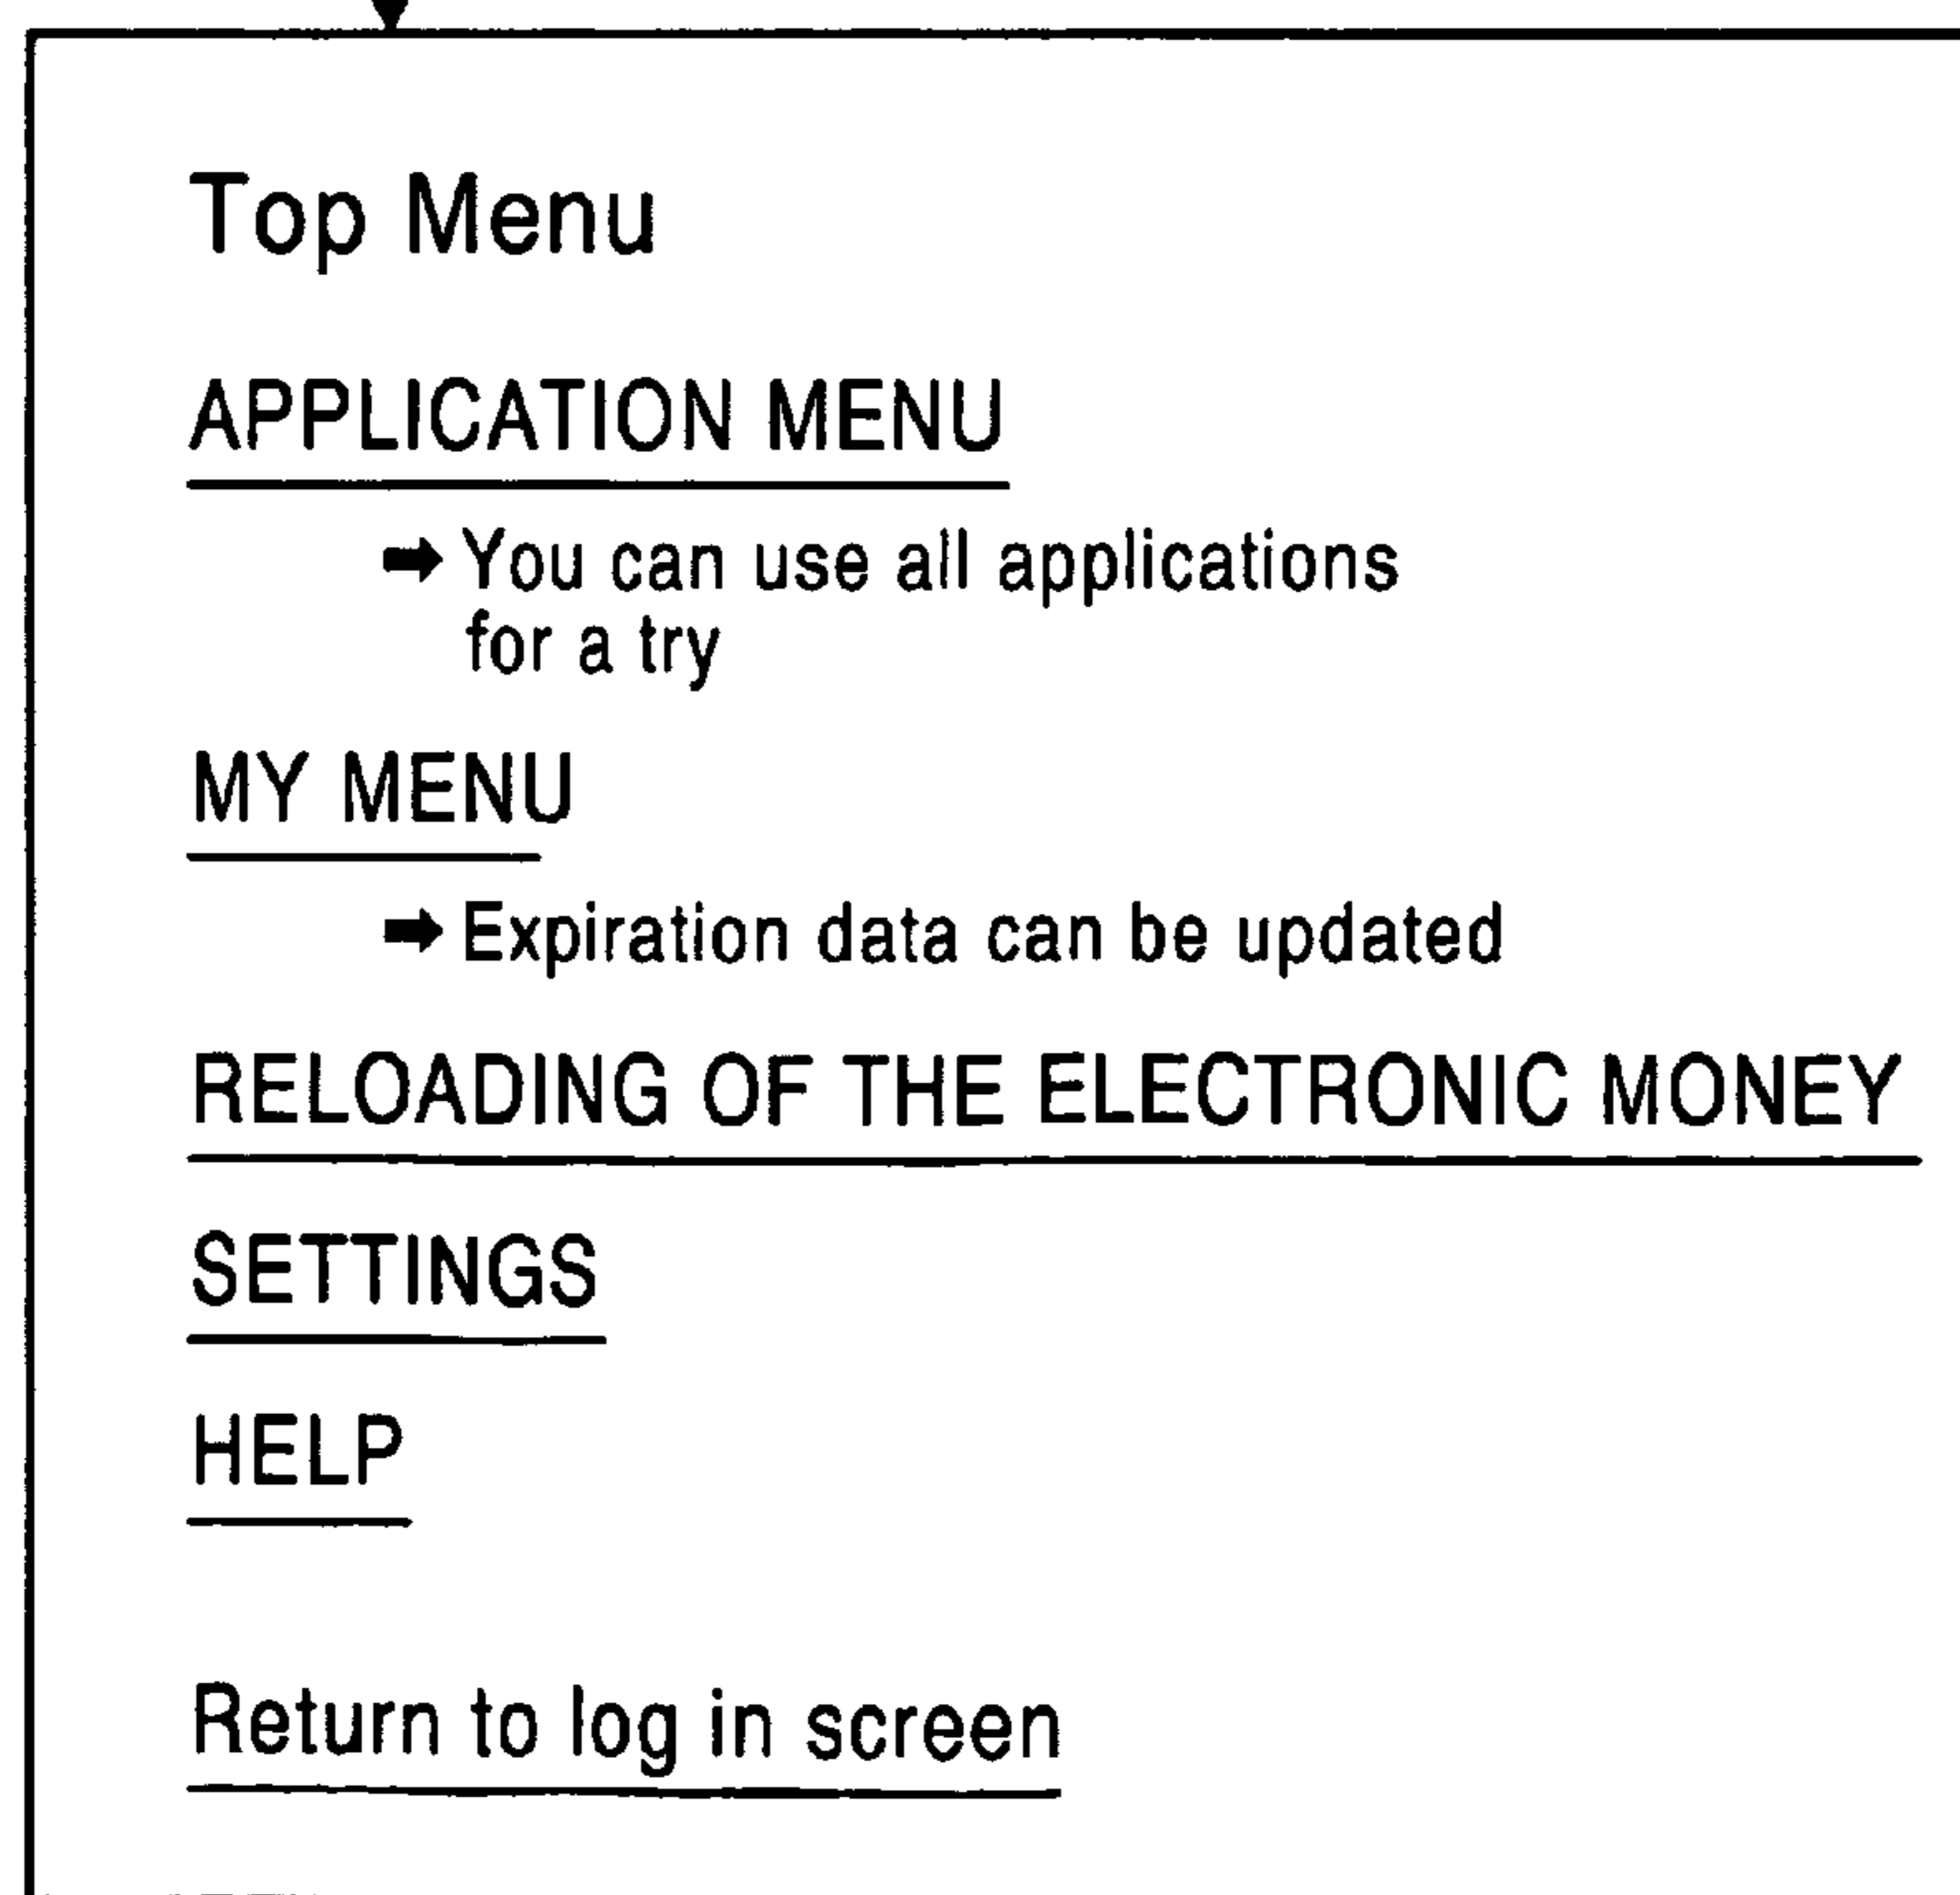 Top Menu
APPLICATION MENU
➡ You can use all applications
for a try
MY MENU
➡ Expiration data can be updated
RELOADING OF THE ELECTRONIC MONEY
SETTINGS
HELP
Return to log in screen